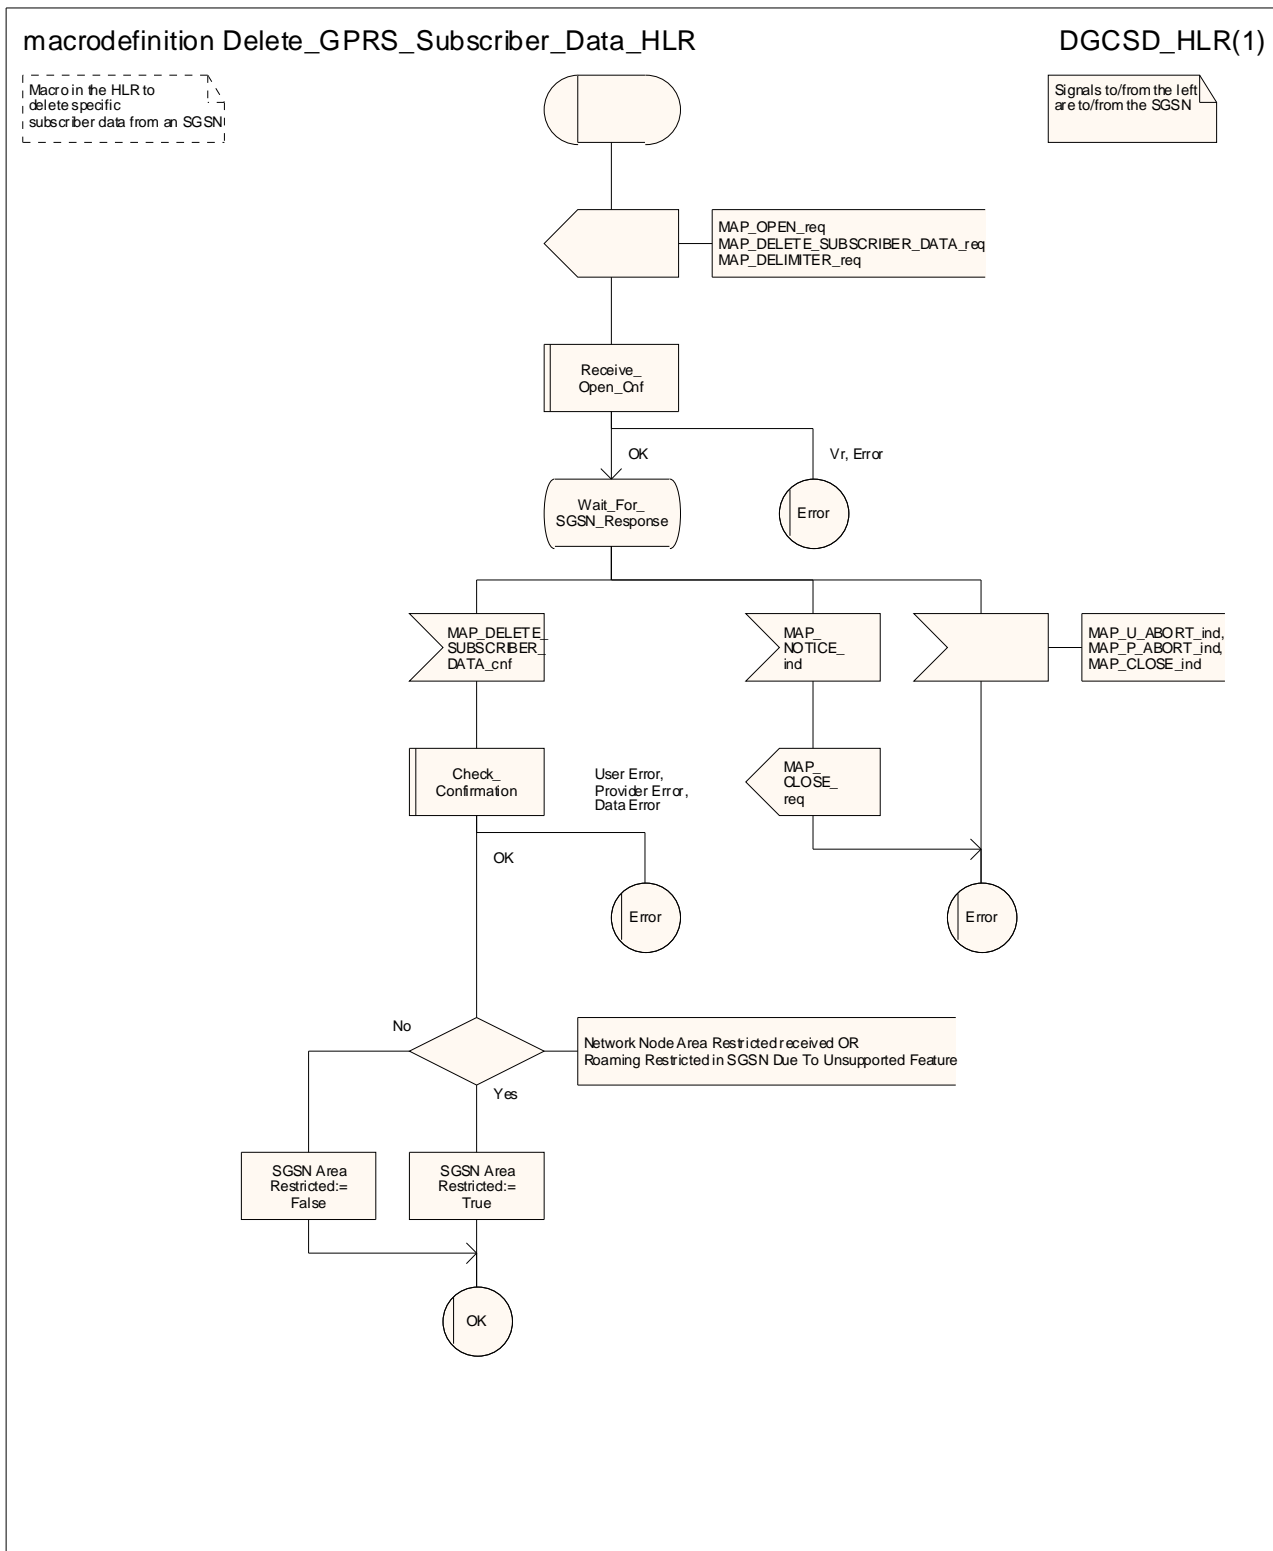 macrodefinition Delete_GPRS_Subscriber_Data_HLR
DGCSD_HLR(1)
Macro in the HLR to
delete specific
subscriber data from an SGSN
Signals to/from the left
are to/from the SGSN
MAP_OPEN_req
MAP_DELETE_SUBSCRIBER_DATA_req
MAP_DELIMITER_req
Receive_
Open_Cnf
OK
Vr, Error
Wait_For_
SGSN_Response
Error
MAP_DELETE_
SUBSCRIBER_
DATA_cnf
MAP_
NOTICE_
ind
MAP_U_ABORT_ind,
MAP_P_ABORT_ind,
MAP_CLOSE_ind
Check_
Confirmation
User Error,
Provider Error,
Data Error
MAP_
CLOSE_
req
OK
Error
Error
No
Network Node Area Restricted received OR
Roaming Restricted in SGSN Due To Unsupported Feature
Yes
SGSN Area
Restricted:=
False
SGSN Area
Restricted:=
True
OK